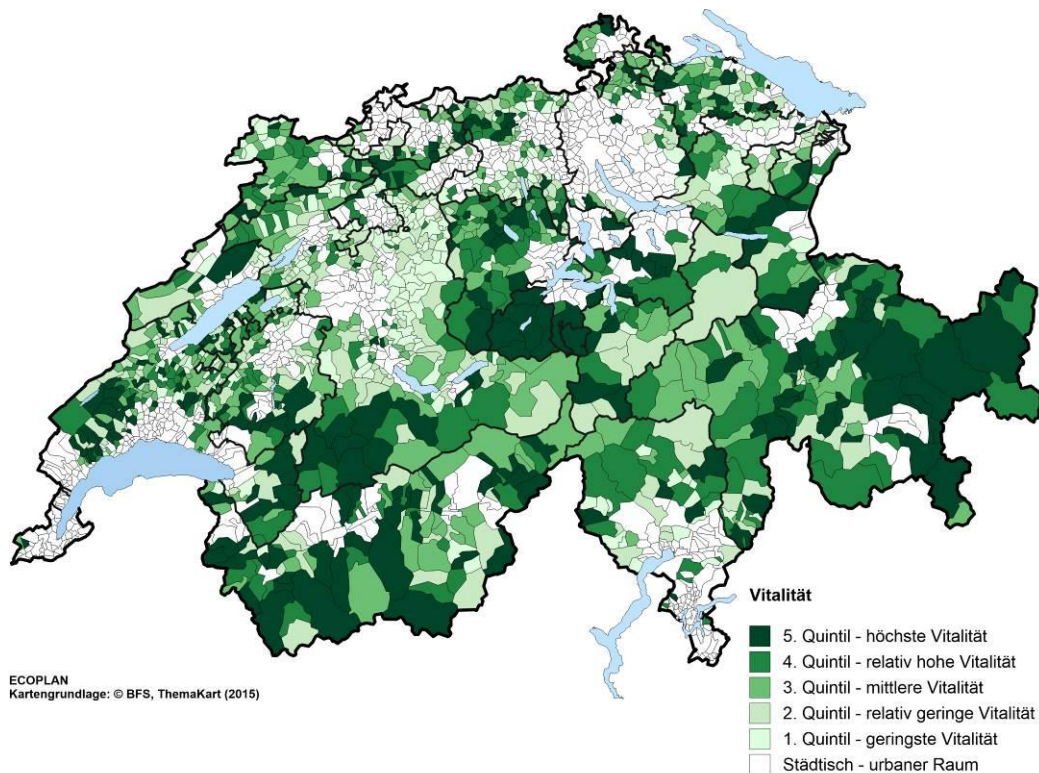 Vitalität
5. Quintil - höchste Vitalität
4. Quintil - relativ hohe Vitalität
3. Quintil - mittlere Vitalität
2. Quintil - relativ geringe Vitalität
1. Quintil - geringste Vitalität
Städtisch - urbaner Raum
ECOPLAN
Kartengrundlage: © BFS, ThemaKart (2015)